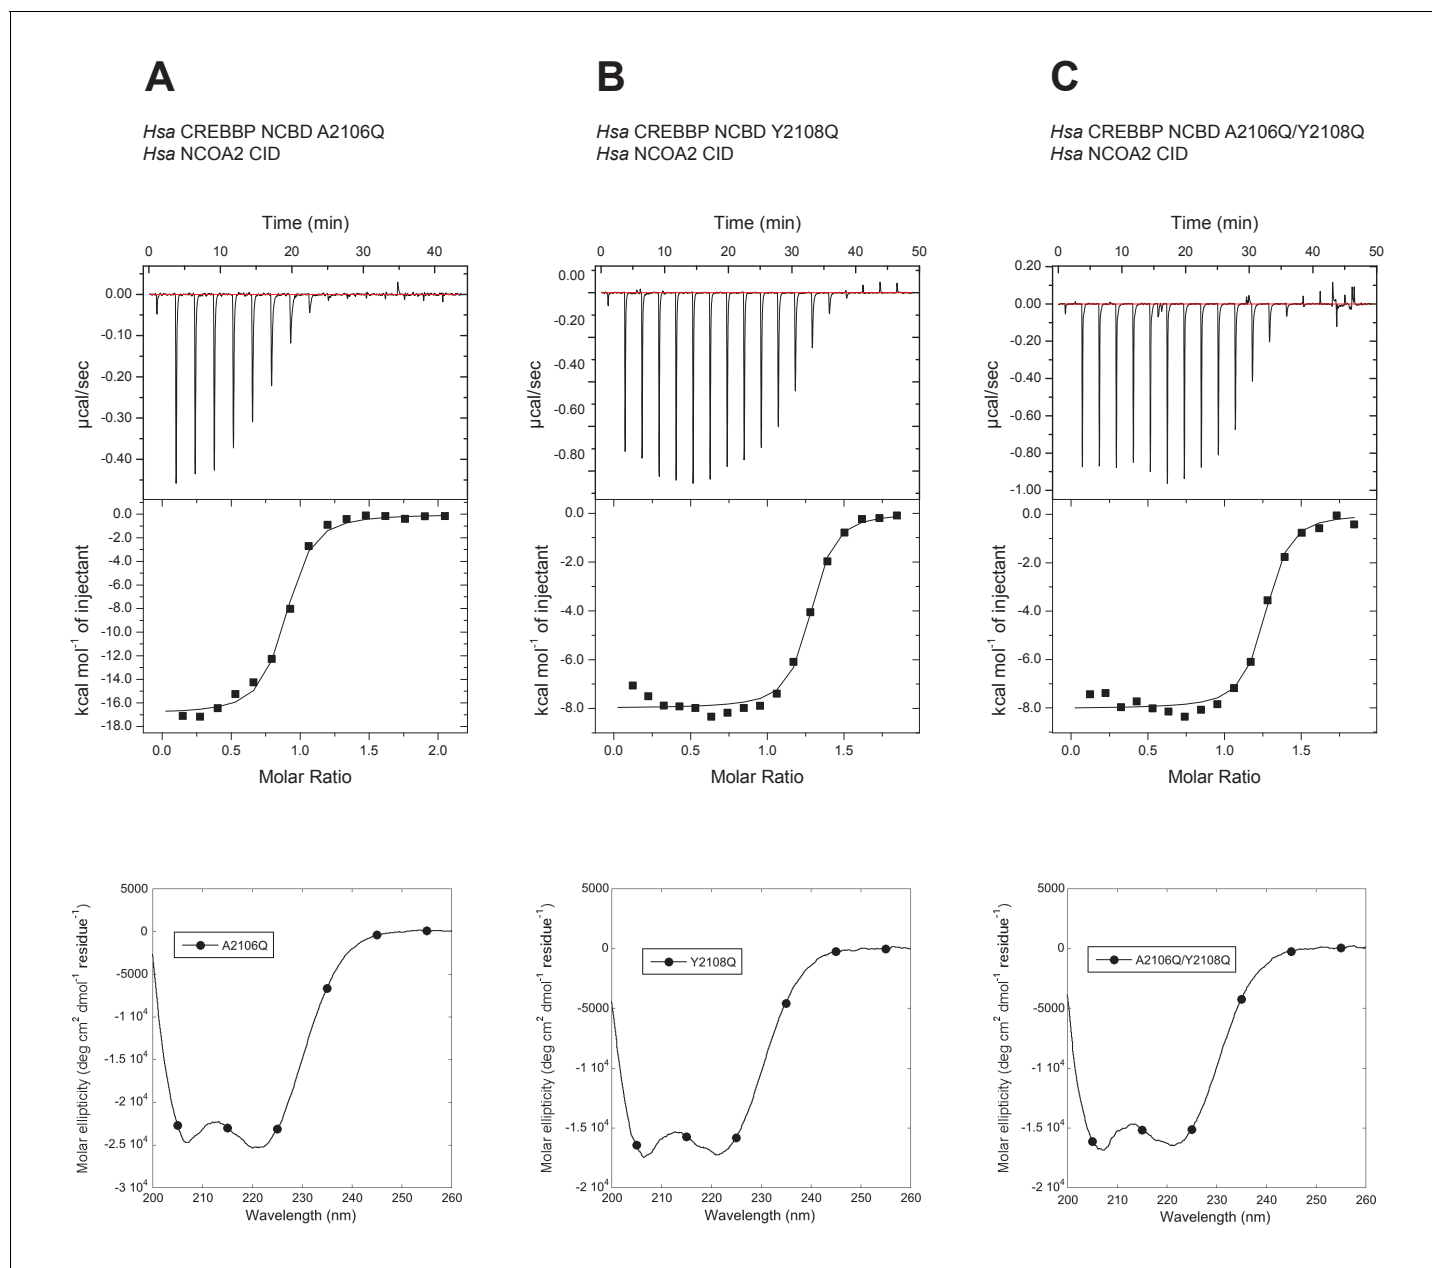 A
Hsa CREBBP NCBD A2106Q
Hsa NCOA2 CID
Time (min)
0 10 20 30 40
0.00
-0.10
-0.20
-0.30
-0.40
µcal/sec
0.0
-2.0
-4.0
-6.0
-8.0
-10.0
-12.0
-14.0
-16.0
-18.0
kcal mol-1 of injectant
0.0 0.5 1.0 1.5 2.0
Molar Ratio
5000
0
-5000
-1 10^4
-1.5 10^4
-2 10^4
-2.5 10^4
-3 10^4
Molar ellipticity (deg cm2 dmol-1 residue-1)
A2106Q
200 210 220 230 240 250 260
Wavelength (nm)
B
Hsa CREBBP NCBD Y2108Q
Hsa NCOA2 CID
Time (min)
0 10 20 30 40 50
0.00
-0.20
-0.40
-0.60
-0.80
µcal/sec
0.0
-2.0
-4.0
-6.0
-8.0
kcal mol-1 of injectant
0.0 0.5 1.0 1.5
Molar Ratio
5000
0
-5000
-1 10^4
-1.5 10^4
-2 10^4
Molar ellipticity (deg cm2 dmol-1 residue-1)
Y2108Q
200 210 220 230 240 250 260
Wavelength (nm)
C
Hsa CREBBP NCBD A2106Q/Y2108Q
Hsa NCOA2 CID
Time (min)
0 10 20 30 40 50
0.20
0.00
-0.20
-0.40
-0.60
-0.80
-1.00
µcal/sec
0.0
-2.0
-4.0
-6.0
-8.0
kcal mol-1 of injectant
0.0 0.5 1.0 1.5
Molar Ratio
5000
0
-5000
-1 10^4
-1.5 10^4
-2 10^4
Molar ellipticity (deg cm2 dmol-1 residue-1)
A2106Q/Y2108Q
200 210 220 230 240 250 260
Wavelength (nm)